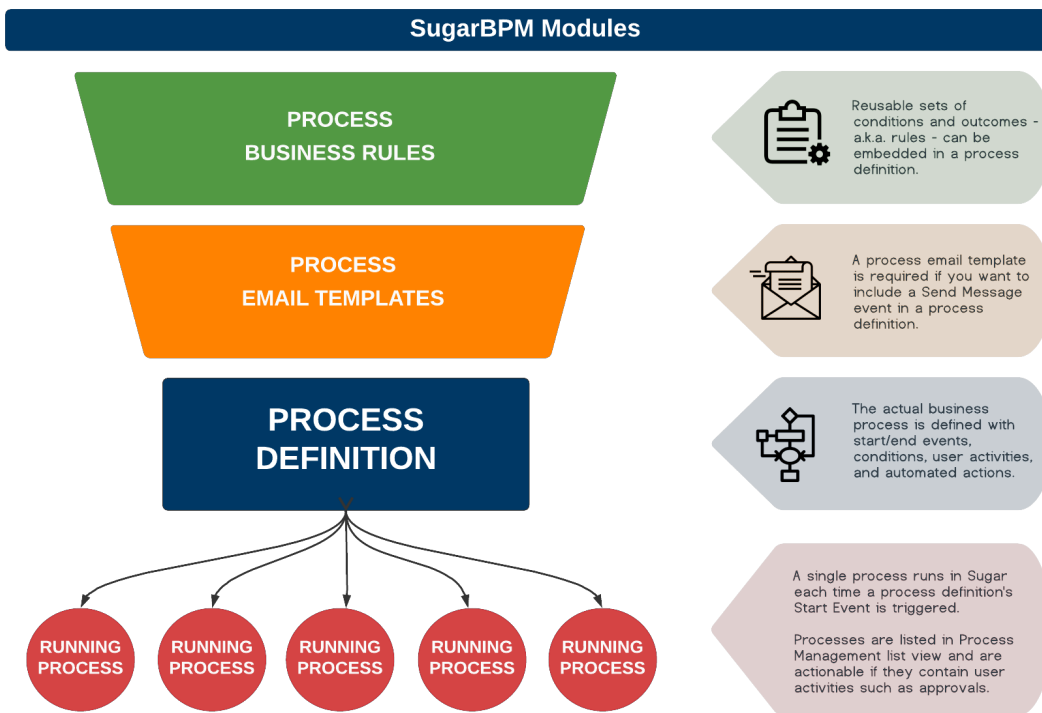 SugarBPM Modules
PROCESS
BUSINESS RULES
Reusable sets of
conditions and outcomes -
a.k.a. rules - can be
embedded in a process
definition.
PROCESS
EMAIL TEMPLATES
A process email template
is required if you want to
include a Send Message
event in a process
definition.
PROCESS
DEFINITION
The actual business
process is defined with
start/end events,
conditions, user activities,
and automated actions.
RUNNING
PROCESS
RUNNING
PROCESS
RUNNING
PROCESS
RUNNING
PROCESS
RUNNING
PROCESS
A single process runs in Sugar
each time a process definition's
Start Event is triggered.
Processes are listed in Process
Management list view and are
actionable if they contain user
activities such as approvals.